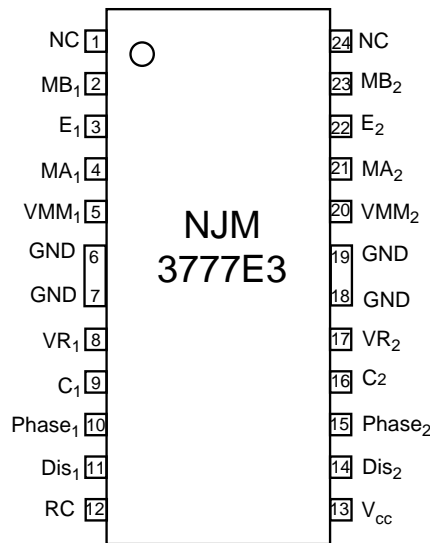 NC 1 24 NC
MB₁ 2 23 MB₂
E₁ 3 22 E₂
MA₁ 4 21 MA₂
VMM₁ 5 20 VMM₂
NJM
3777E3
GND 6 19 GND
GND 7 18 GND
VR₁ 8 17 VR₂
C₁ 9 16 C2
Phase₁ 10 15 Phase₂
Dis₁ 11 14 Dis₂
RC 12 13 Vcc